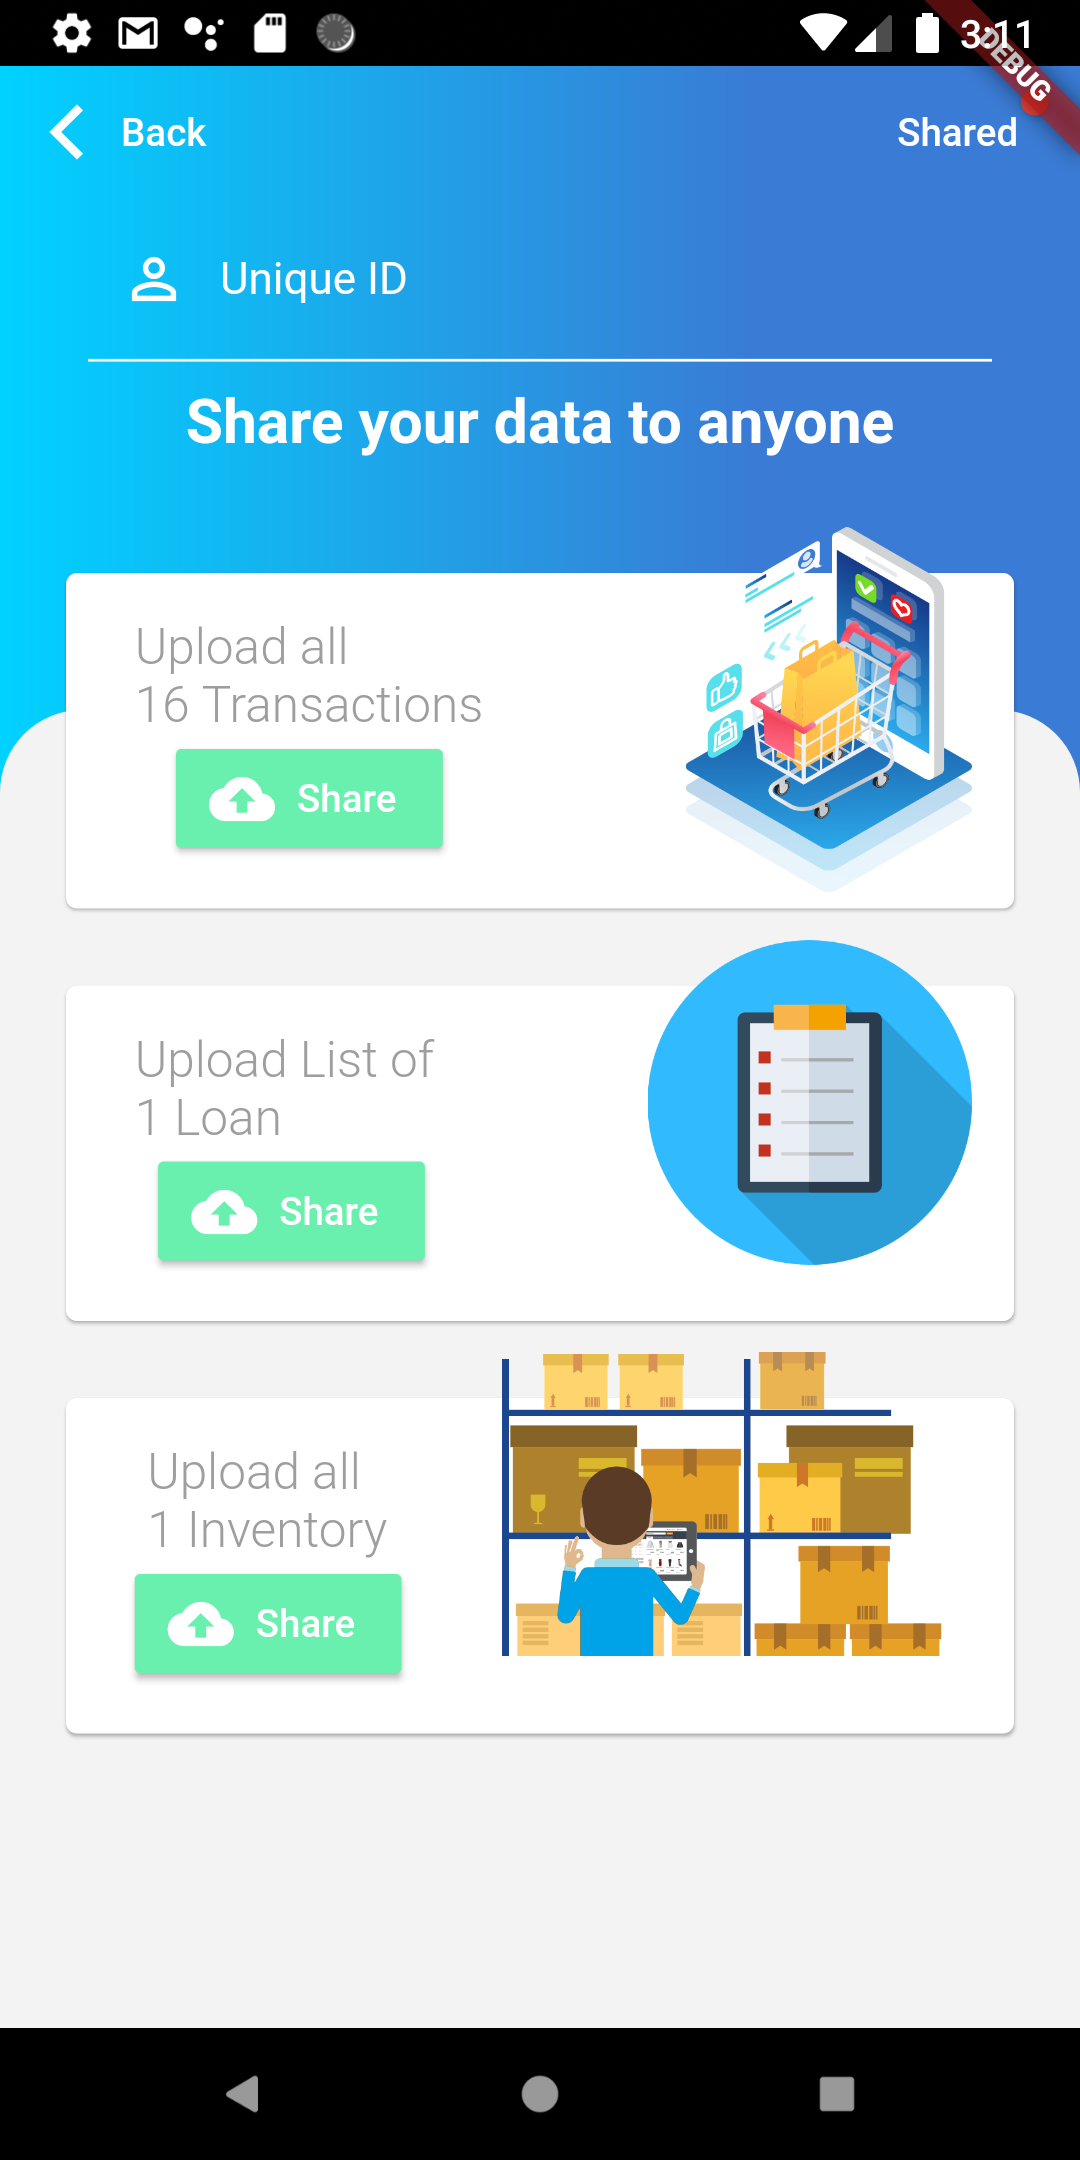 3:11
DEBUG
Back
Shared
Unique ID
Share your data to anyone
Upload all
16 Transactions
Share
Upload List of
1 Loan
Share
Upload all
1 Inventory
Share